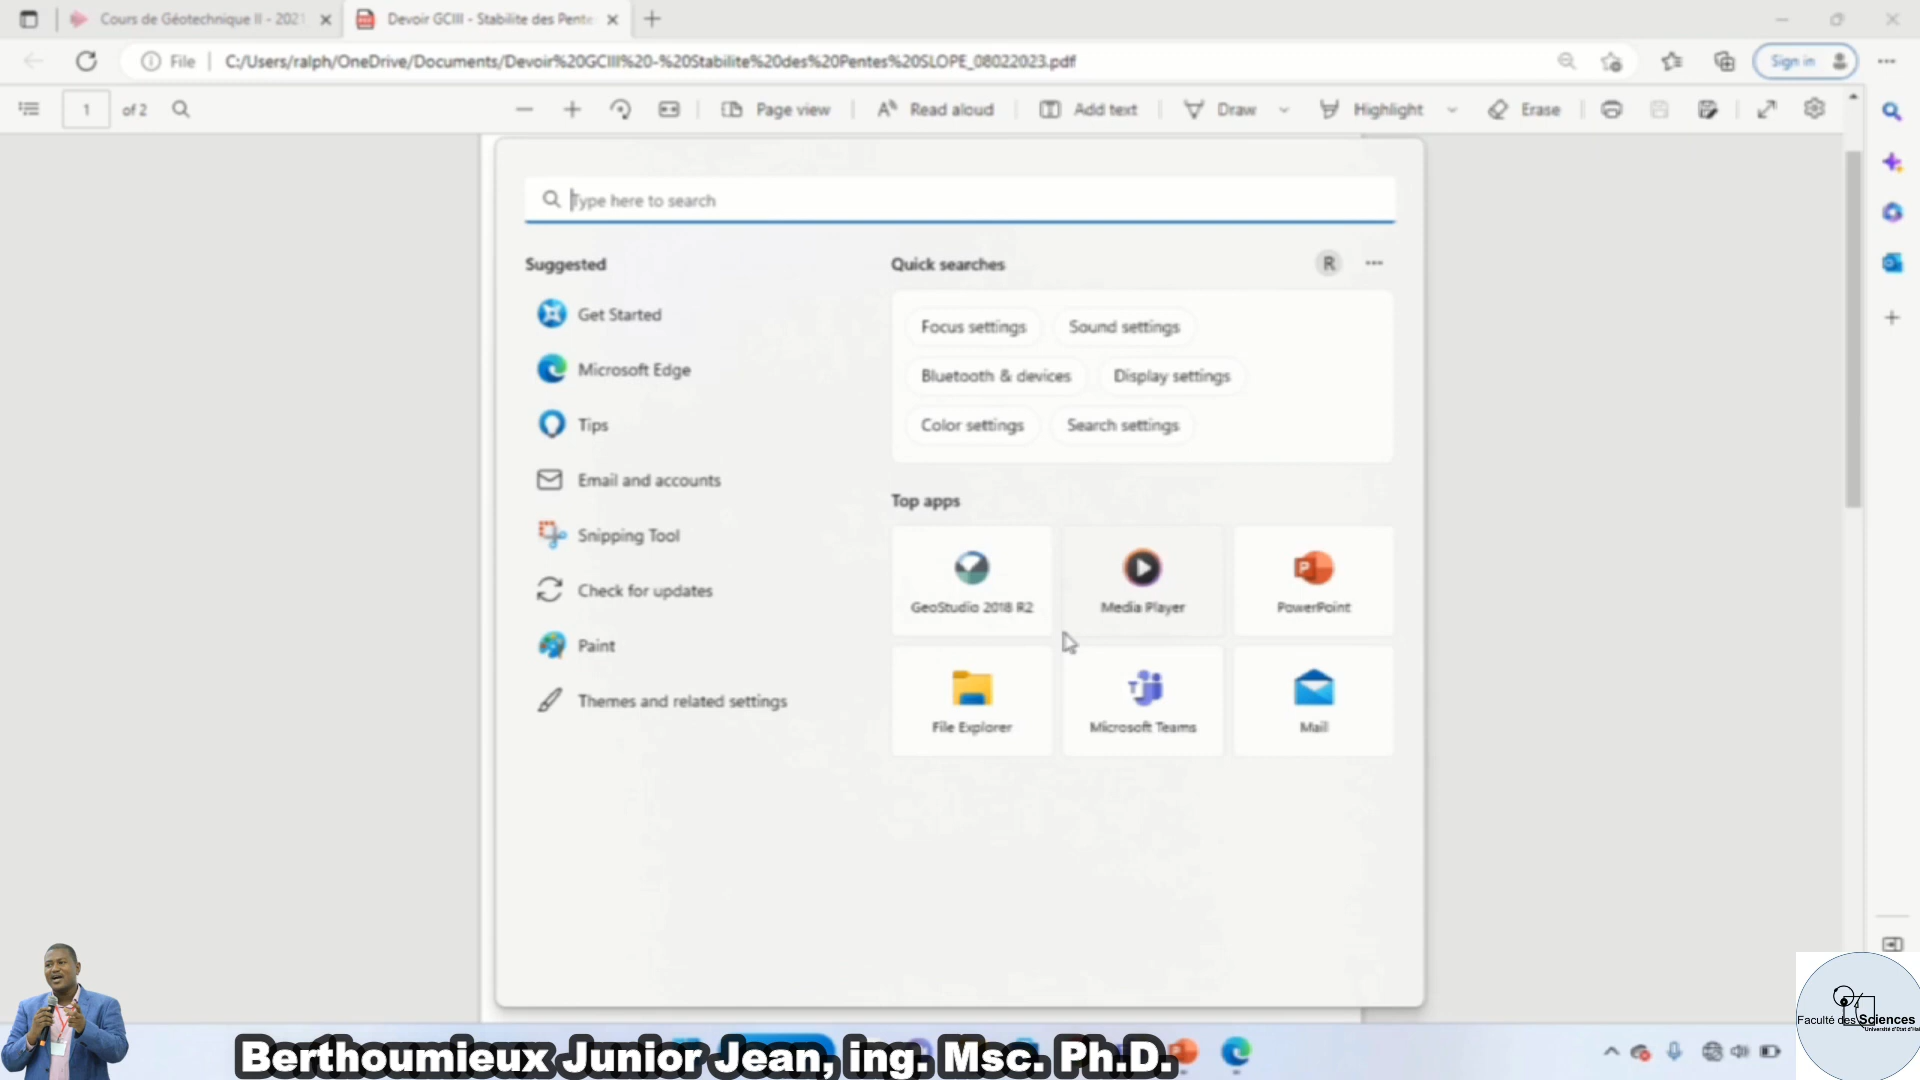 Cours de Géotechnique II - 2021
Devoir GCIII - Stabilite des Pente
File
C:/Users/ralph/OneDrive/Documents/Devoir%20GCIII%20-%20Stabilite%20des%20Pentes%20SLOPE_08022023.pdf
Sign in
1 of 2
Page view
Read aloud
Add text
Draw
Highlight
Erase
Type here to search
Suggested
Quick searches
R
Get Started
Focus settings
Sound settings
Microsoft Edge
Bluetooth & devices
Display settings
Tips
Color settings
Search settings
Email and accounts
Top apps
Snipping Tool
Check for updates
GeoStudio 2018 R2
Media Player
PowerPoint
Paint
Themes and related settings
File Explorer
Microsoft Teams
Mail
Faculté des Sciences
Berthoumieux Junior Jean, ing. Msc. Ph.D.